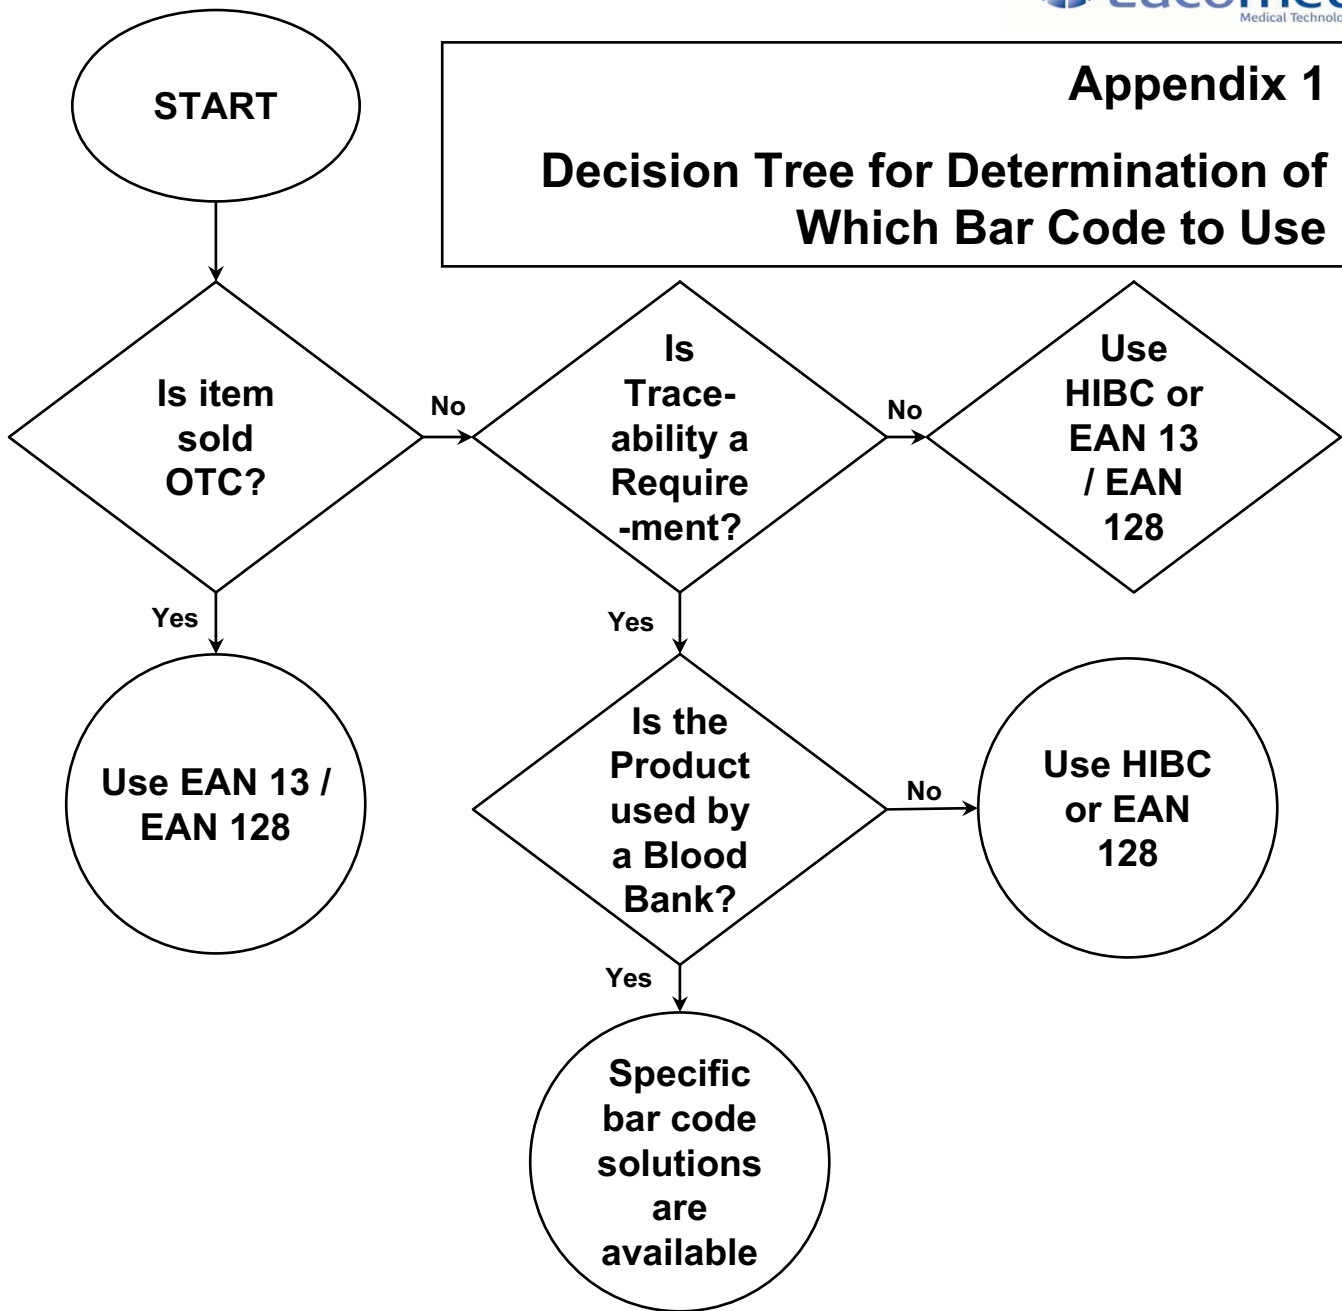 Medical Technolo
START
Appendix 1
Decision Tree for Determination of
Which Bar Code to Use
Is item
sold
OTC?
No
Is
Trace-
ability a
Require
-ment?
No
Use
HIBC or
EAN 13
/ EAN
128
Yes
Yes
Use EAN 13 /
EAN 128
Is the
Product
used by
a Blood
Bank?
No
Use HIBC
or EAN
128
Yes
Specific
bar code
solutions
are
available